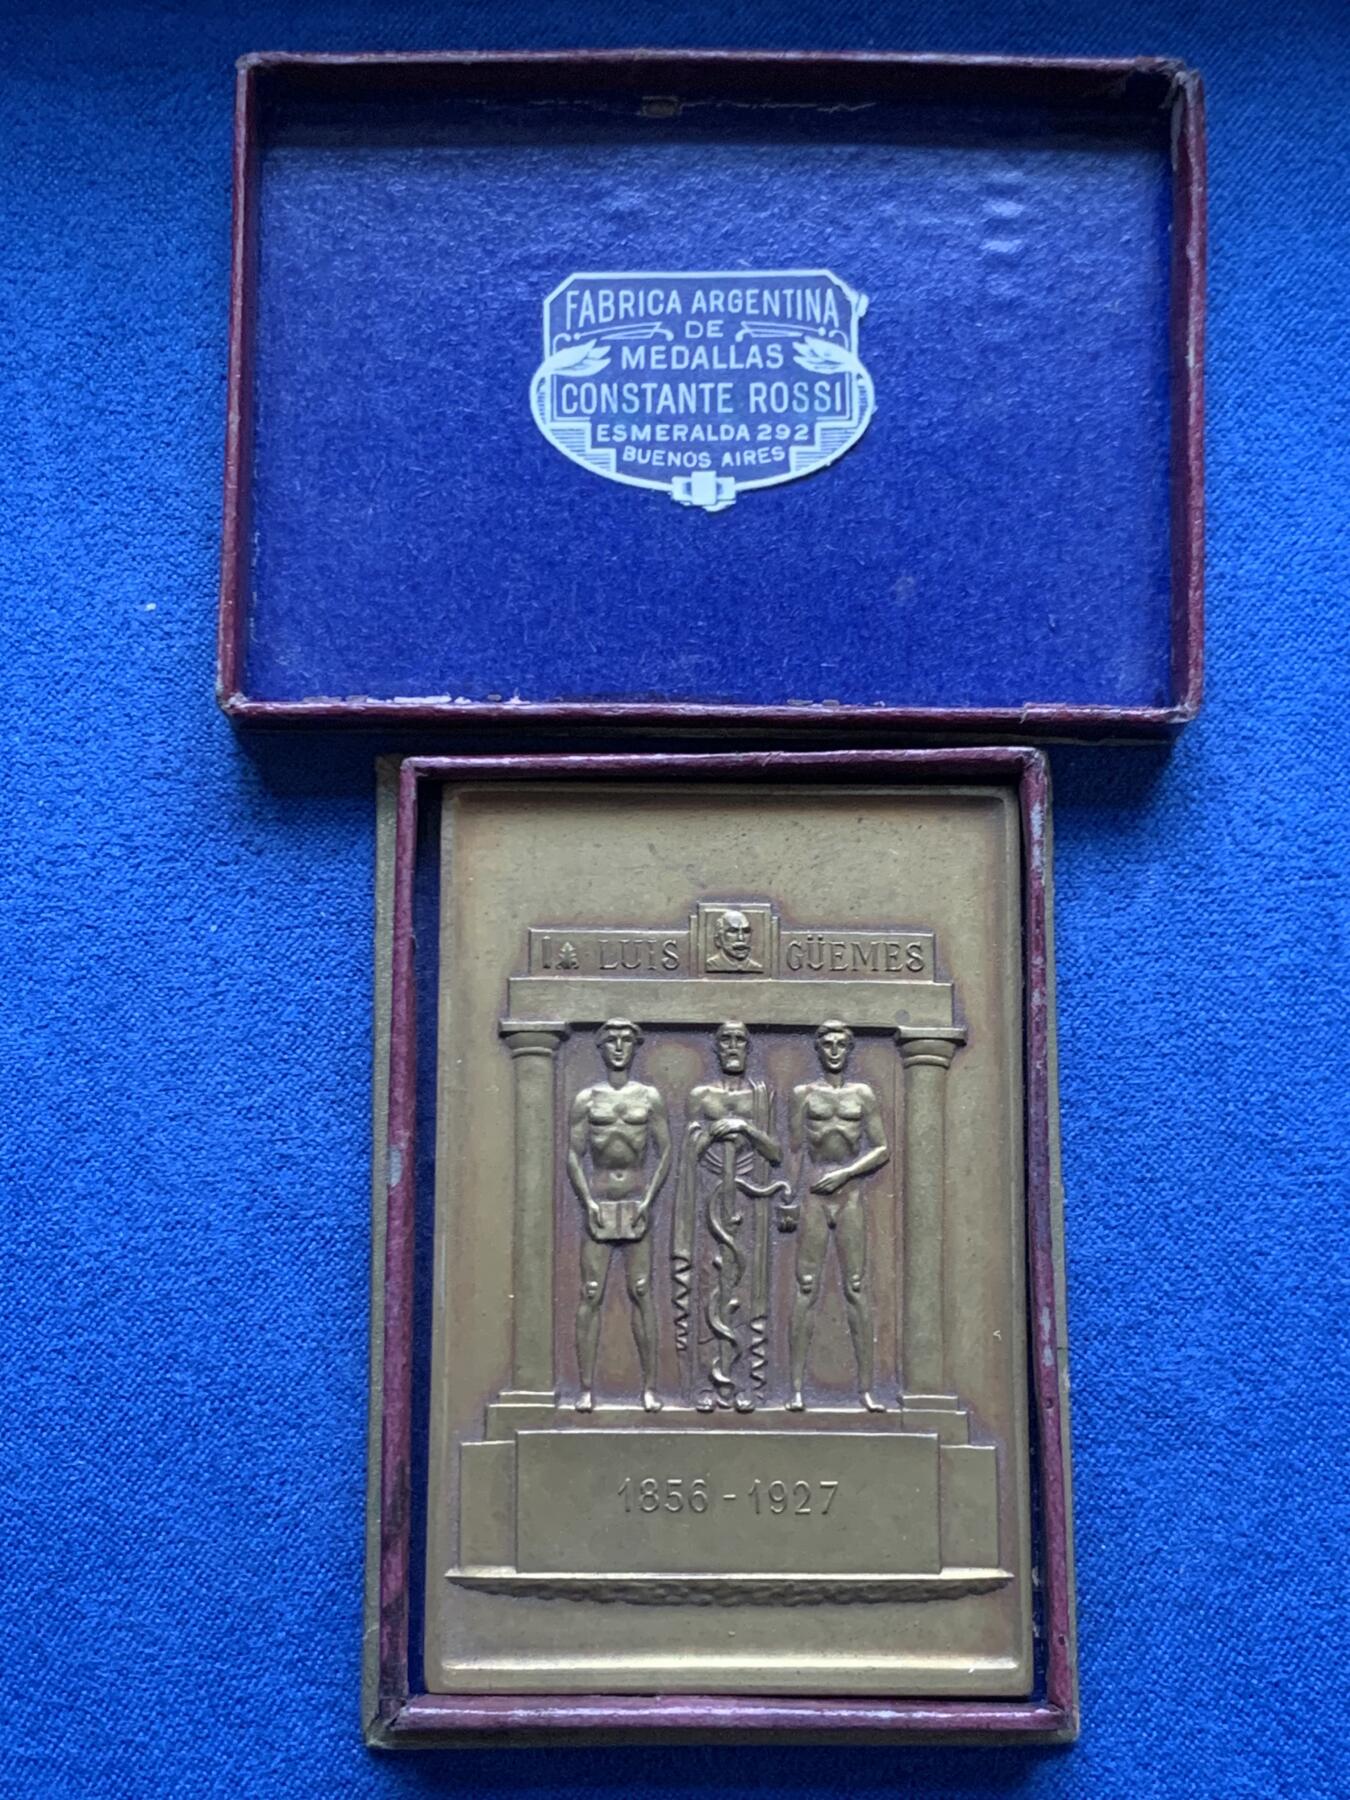 FABRICA ARGENTINA
DE
MEDALLAS
CONSTANTE ROSSI
ESMERALDA 292
BUENOS AIRES
LUIS GÜEMES
1856-1927